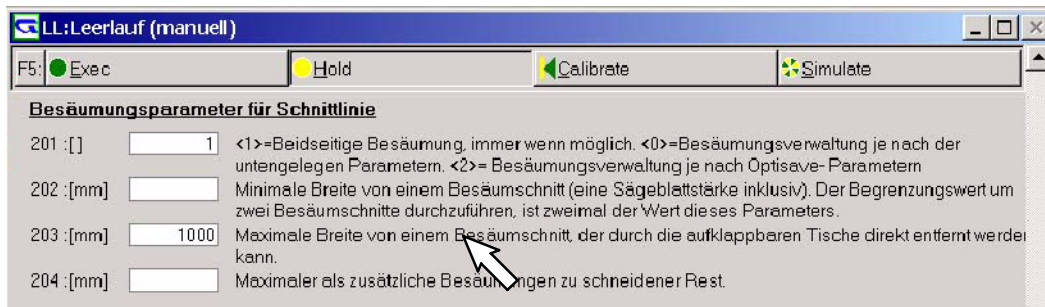 LL:Leerlauf (manuell)
F5: Exec Hold Calibrate Simulate
Besäumungsparameter für Schnittlinie
201 :[] 1 <1>=Beidseitige Besäumung, immer wenn möglich. <0>=Besäumungsverwaltung je nach der
untengelegen Parametern. <2>= Besäumungsverwaltung je nach Optisave-Parametern
202 :[mm] Minimale Breite von einem Besäumschnitt (eine Sägeblattstärke inklusiv). Der Begrenzungswert um
zwei Besäumschnitte durchzuführen, ist zweimal der Wert dieses Parameters.
203 :[mm] 1000 Maximale Breite von einem Besäumschnitt, der durch die aufklappbaren Tische direkt entfernt werde
kann.
204 :[mm] Maximaler als zusätzliche zu schneidener Rest.